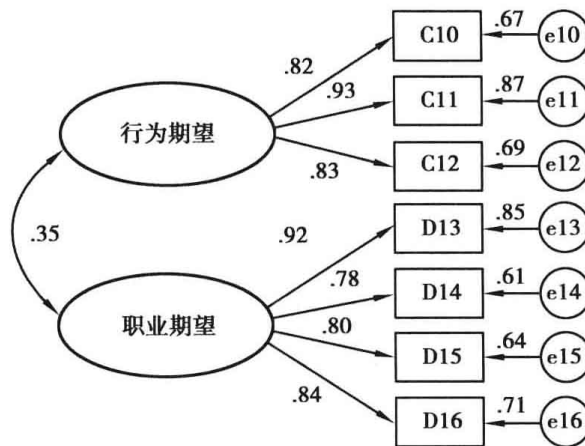 .82 C10 .67 e10
行为期望 .93 C11 .87 e11
.83 C12 .69 e12
.35
.92 D13 .85 e13
职业期望 .78 D14 .61 e14
.80 D15 .64 e15
.84 D16 .71 e16